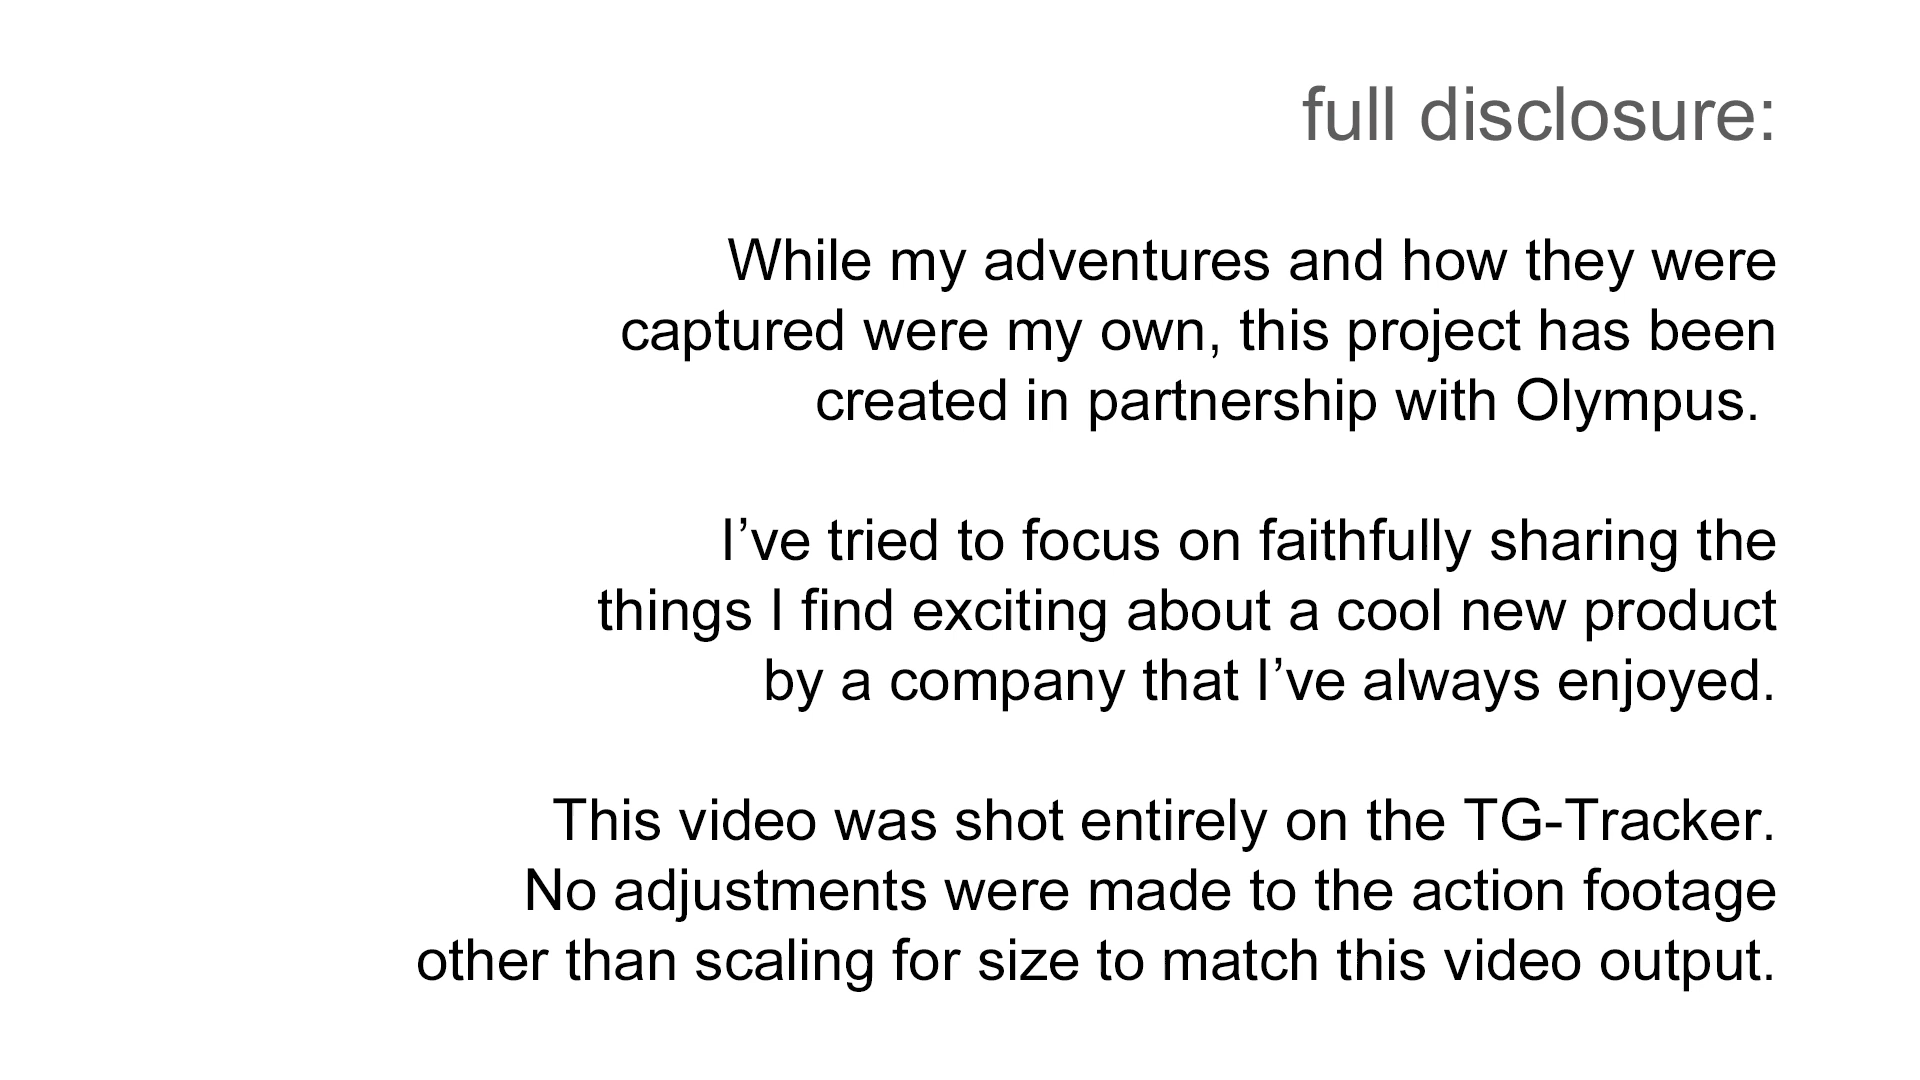 full disclosure:
While my adventures and how they were
captured were my own, this project has been
created in partnership with Olympus.
I’ve tried to focus on faithfully sharing the
things I find exciting about a cool new product
by a company that I’ve always enjoyed.
This video was shot entirely on the TG-Tracker.
No adjustments were made to the action footage
other than scaling for size to match this video output.